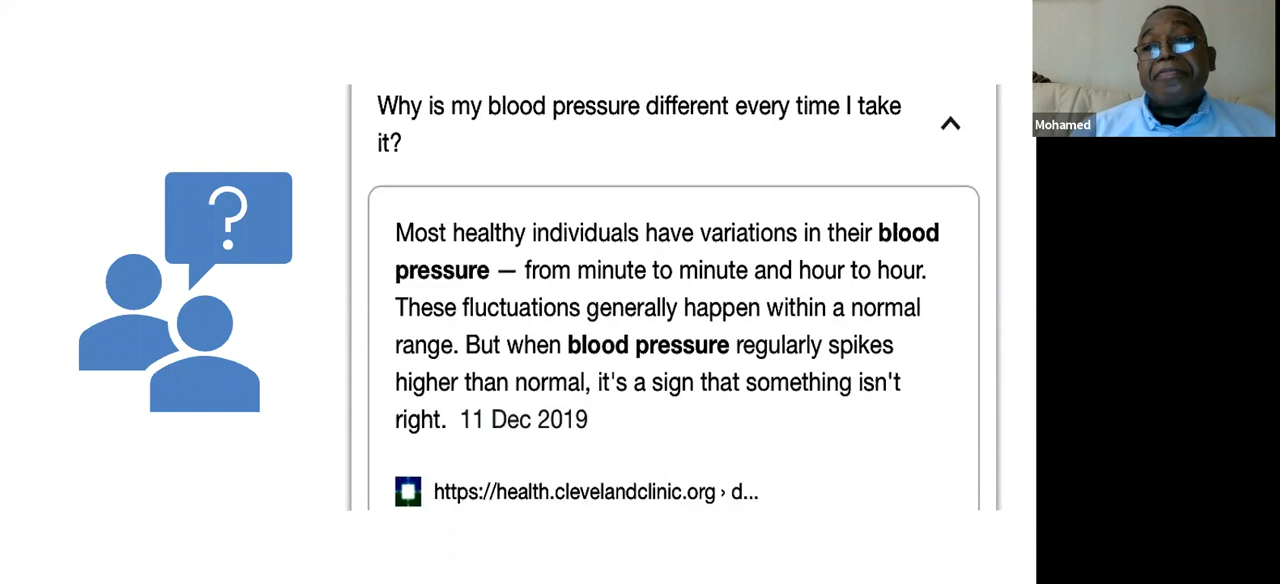 Why is my blood pressure different every time I take
it?
?
Most healthy individuals have variations in their blood
pressure — from minute to minute and hour to hour.
These fluctuations generally happen within a normal
range. But when blood pressure regularly spikes
higher than normal, it's a sign that something isn't
right. 11 Dec 2019
https://health.clevelandclinic.org › d...
Mohamed